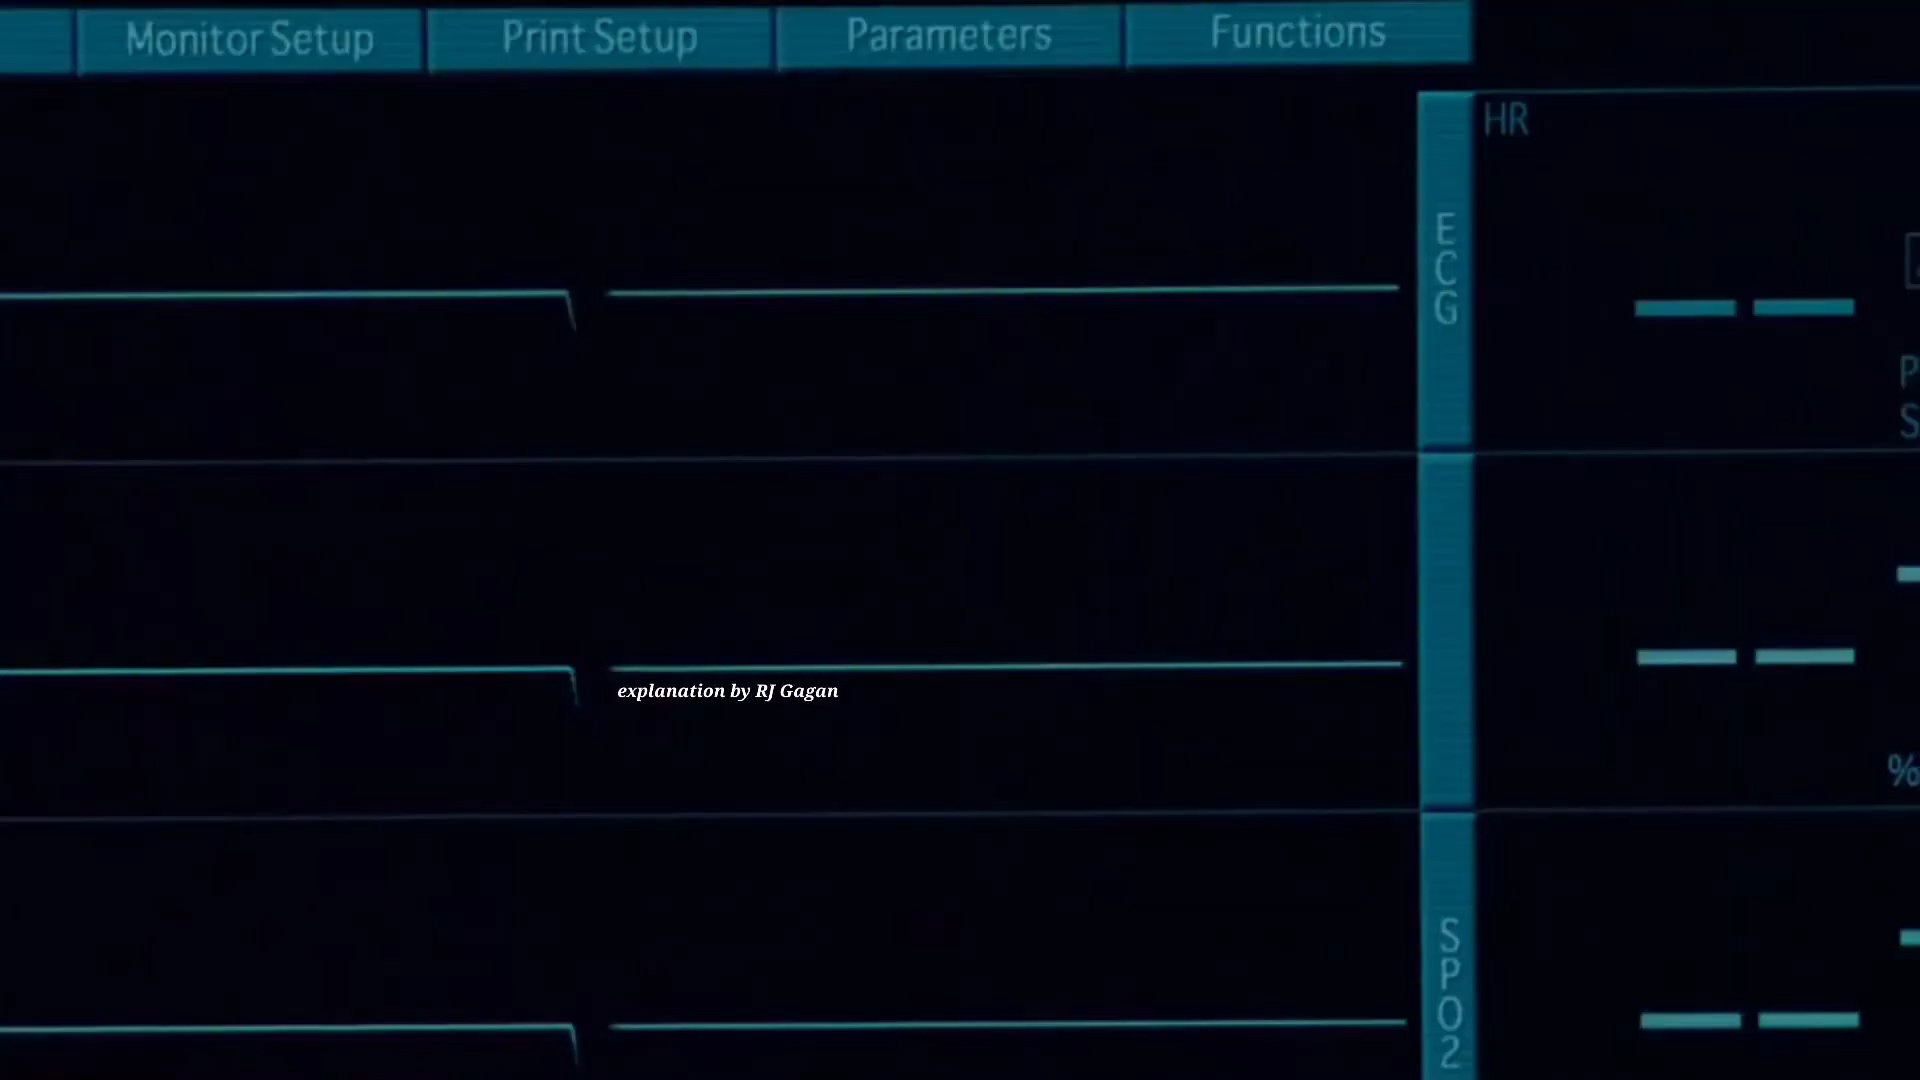 Monitor Setup
Print Setup
Parameters
Functions
HR
ECG
P
S
explanation by RJ Gagan
%
SPO2